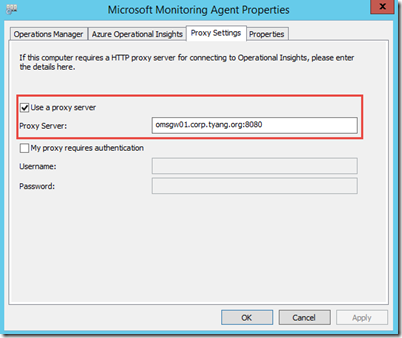 Microsoft Monitoring Agent Properties
Operations Manager Azure Operational Insights Proxy Settings Properties
If this computer requires a HTTP proxy server for connecting to Operational Insights, please enter
the details here.
Use a proxy server
Proxy Server: omsgw01.corp.tyang.org:8080
My proxy requires authentication
Username:
Password:
OK Cancel Apply